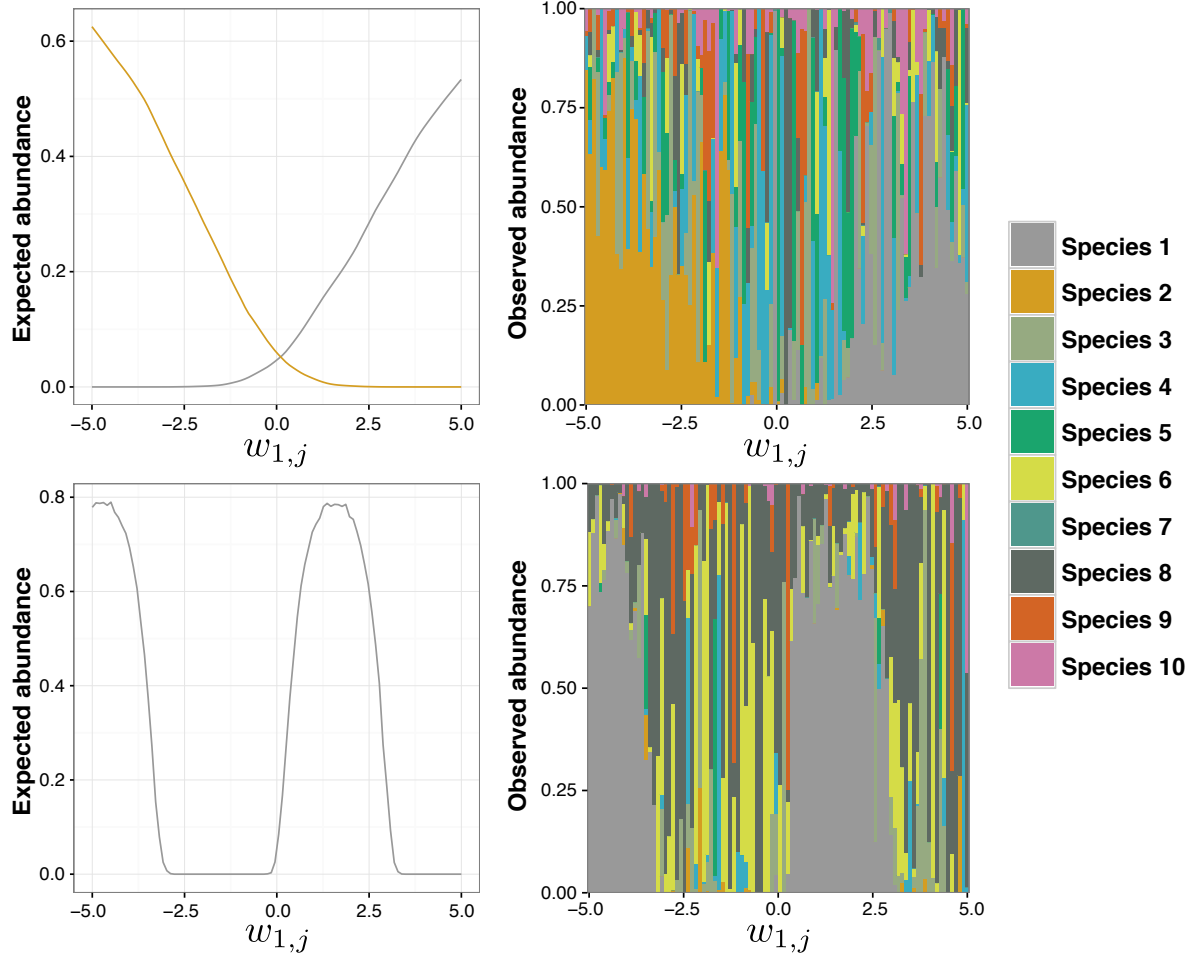 Expected abundance
0.6
0.4
0.2
0.0
−5.0 −2.5 0.0 2.5 5.0
w1,j
Observed abundance
1.00
0.75
0.50
0.25
0.00
−5.0 −2.5 0.0 2.5 5.0
w1,j
Expected abundance
0.8
0.6
0.4
0.2
0.0
−5.0 −2.5 0.0 2.5 5.0
w1,j
Observed abundance
1.00
0.75
0.50
0.25
0.00
−5.0 −2.5 0.0 2.5 5.0
w1,j
Species 1
Species 2
Species 3
Species 4
Species 5
Species 6
Species 7
Species 8
Species 9
Species 10